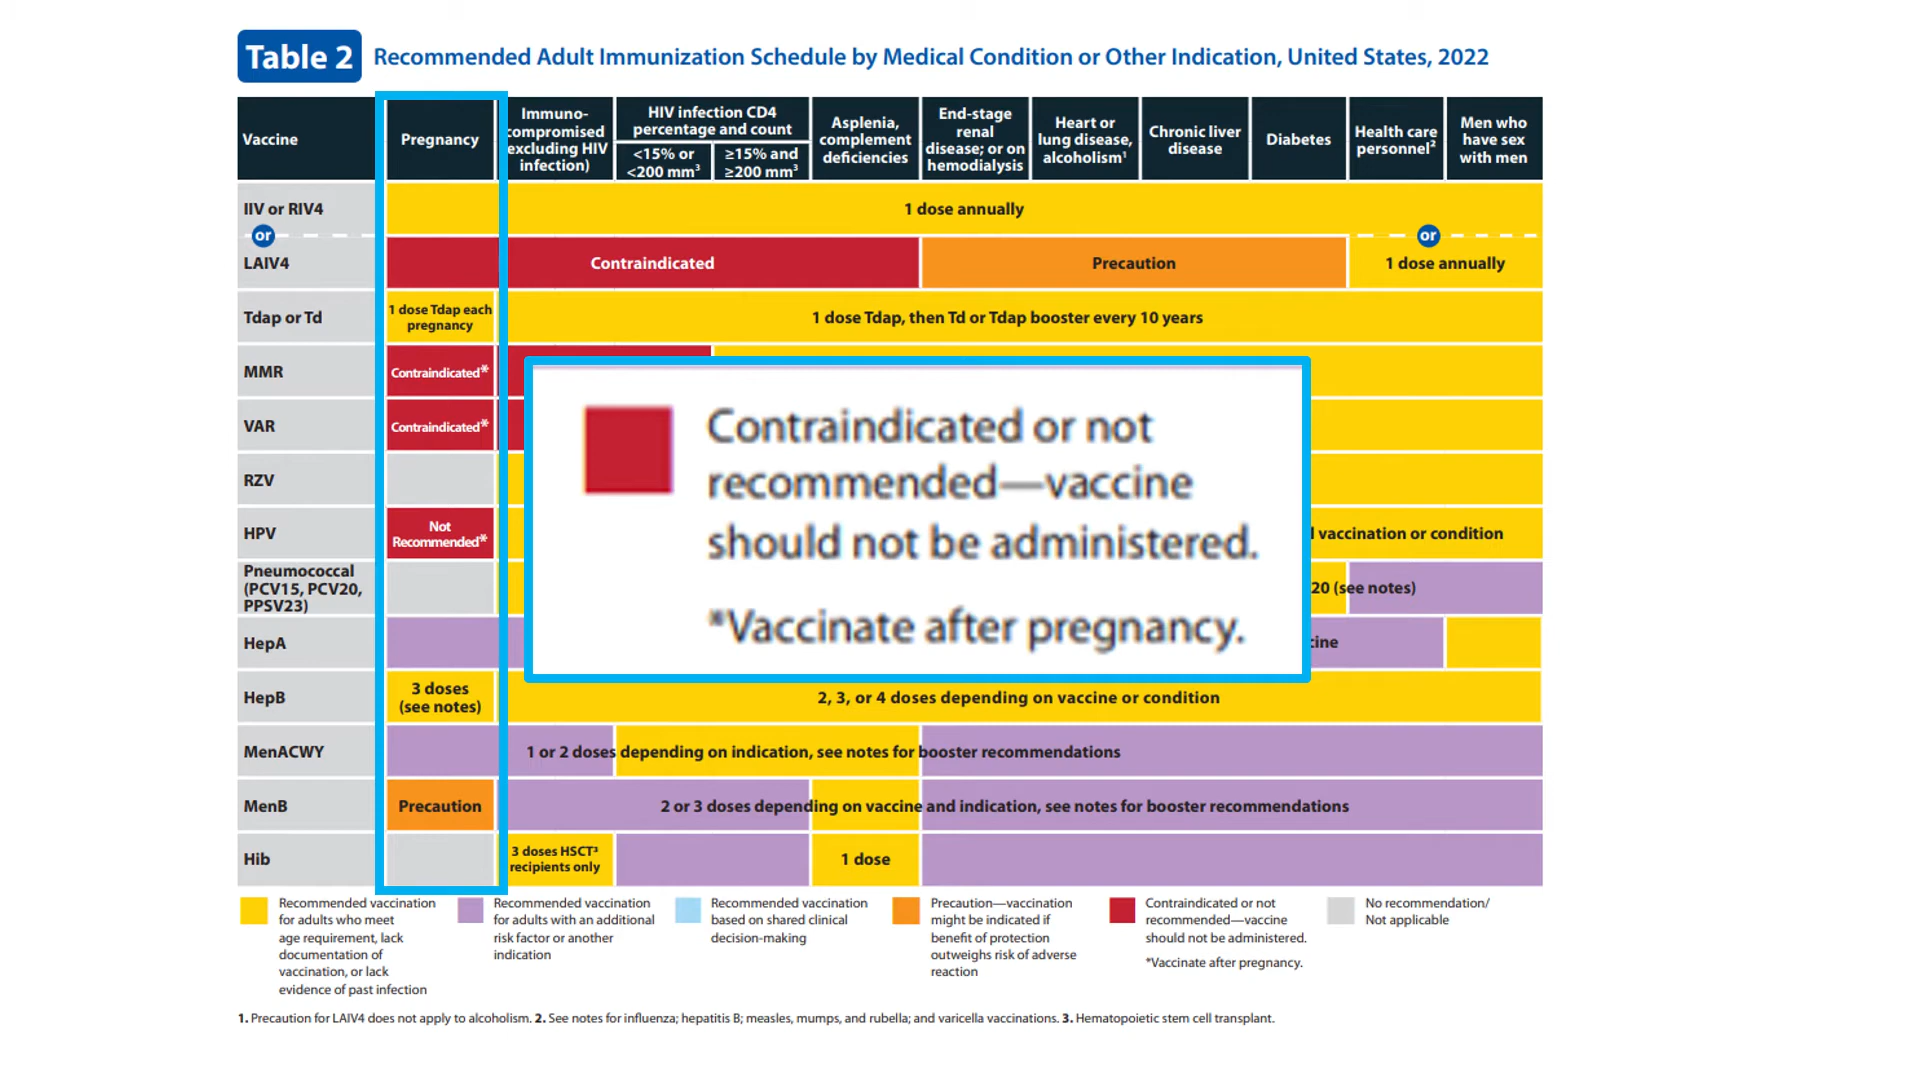 Table 2 Recommended Adult Immunization Schedule by Medical Condition or Other Indication, United States, 2022
Vaccine
Pregnancy
Immuno-
compromised
(excluding HIV
infection)
HIV infection CD4
percentage and count
<15% or
<200 mm³
≥15% and
≥200 mm³
Asplenia,
complement
deficiencies
End-stage
renal
disease; or on
hemodialysis
Heart or
lung disease,
alcoholism¹
Chronic liver
disease
Diabetes
Health care
personnel²
Men who
have sex
with men
IIV or RIV4
1 dose annually
or
or
LAIV4
Contraindicated
Precaution
1 dose annually
Tdap or Td
1 dose Tdap each
pregnancy
1 dose Tdap, then Td or Tdap booster every 10 years
MMR
Contraindicated*
VAR
Contraindicated*
RZV
HPV
Not
Recommended*
vaccination or condition
Pneumococcal
(PCV15, PCV20,
PPSV23)
20 (see notes)
HepA
Contraindicated or not
recommended—vaccine
should not be administered.
*Vaccinate after pregnancy.
HepB
3 doses
(see notes)
2, 3, or 4 doses depending on vaccine or condition
MenACWY
1 or 2 doses depending on indication, see notes for booster recommendations
MenB
Precaution
2 or 3 doses depending on vaccine and indication, see notes for booster recommendations
Hib
3 doses HSCT³
recipients only
1 dose
Recommended vaccination
for adults who meet
age requirement, lack
documentation of
vaccination, or lack
evidence of past infection
Recommended vaccination
for adults with an additional
risk factor or another
indication
Recommended vaccination
based on shared clinical
decision-making
Precaution—vaccination
might be indicated if
benefit of protection
outweighs risk of adverse
reaction
Contraindicated or not
recommended—vaccine
should not be administered.
*Vaccinate after pregnancy.
No recommendation/
Not applicable
1. Precaution for LAIV4 does not apply to alcoholism. 2. See notes for influenza; hepatitis B; measles, mumps, and rubella; and varicella vaccinations. 3. Hematopoietic stem cell transplant.